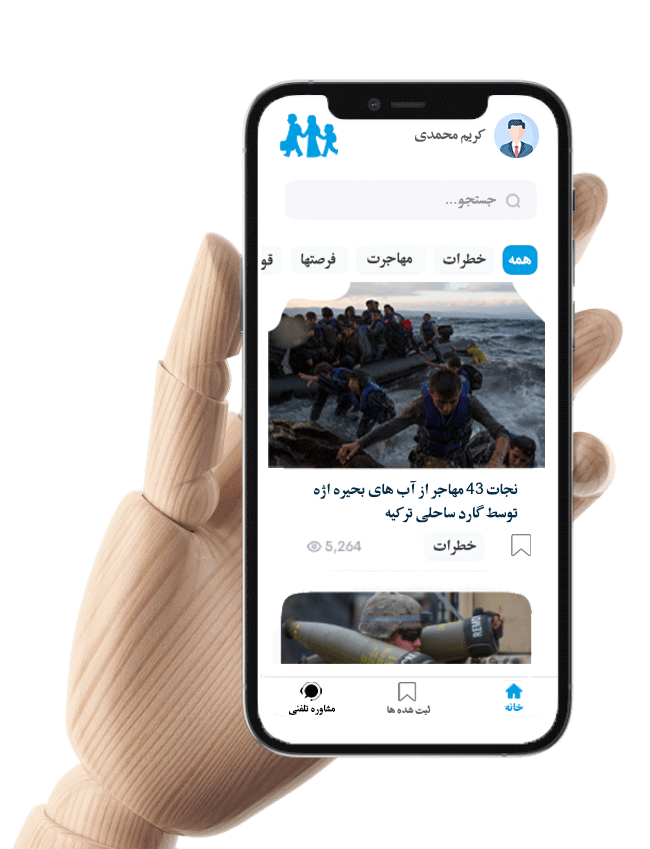 کریم محمدی
جستجو...
همه خطرات مهاجرت فرصتها قو
نجات 43 مهاجر از آب های بحیره اژه
توسط گارد ساحلی ترکیه
خطرات 5,264
REMO
خانه ثبت شده ها مشاوره تلفنی